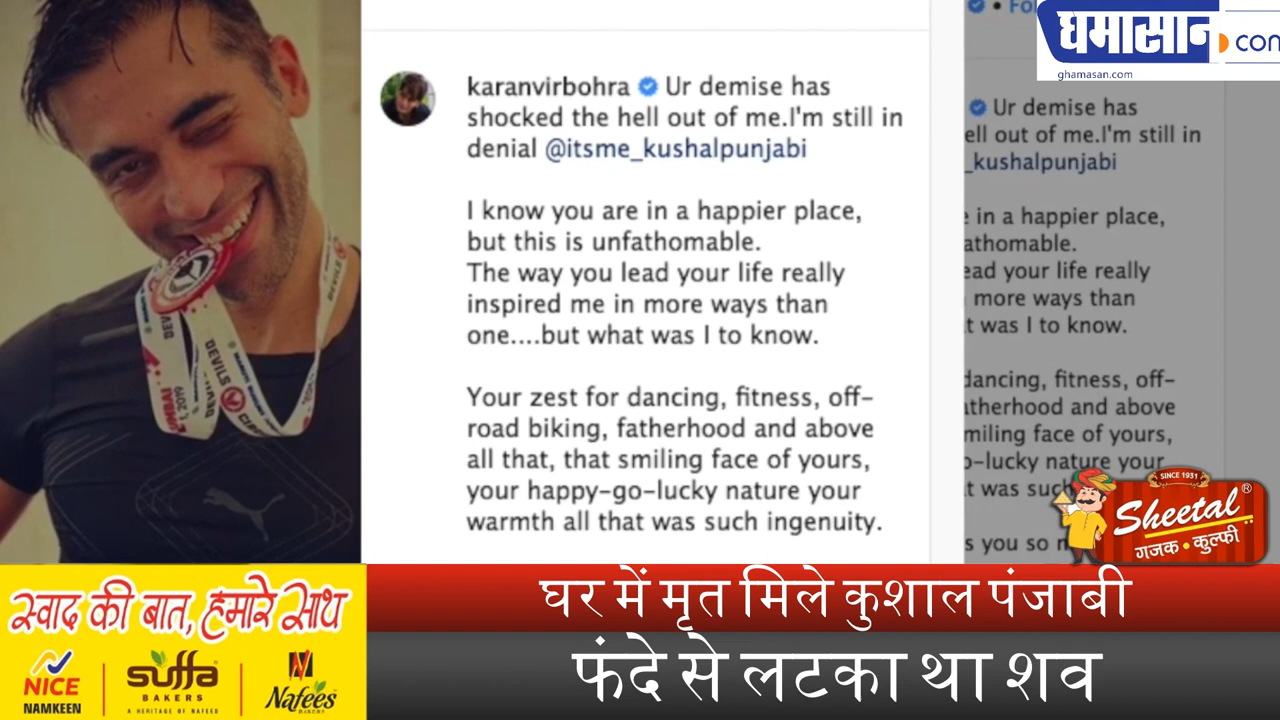 karanvirbohra Ur demise has
shocked the hell out of me.I'm still in
denial @itsme_kushalpunjabi
I know you are in a happier place,
but this is unfathomable.
The way you lead your life really
inspired me in more ways than
one....but what was I to know.
Your zest for dancing, fitness, off-
road biking, fatherhood and above
all that, that smiling face of yours,
your happy-go-lucky nature your
warmth all that was such ingenuity.
• Fol
घमासान
.con
ghamasan.com
Ur demise has
ell out of me.I'm still in
_kushalpunjabi
e in a happier place,
athomable.
ead your life really
more ways than
t was I to know.
dancing, fitness, off-
atherhood and above
miling face of yours,
o-lucky nature your
t was such
s you so
SINCE 1931
Sheetal®
गजक • कुल्फी
DEVILS
DEVILS
2019
स्वाद की बात, हमारे साथ
NICE
NAMKEEN
suffa
BAKERS
A HERITAGE OF NAFEES
Nafees
BAKERS
घर में मृत मिले कुशाल पंजाबी
फंदे से लटका था शव